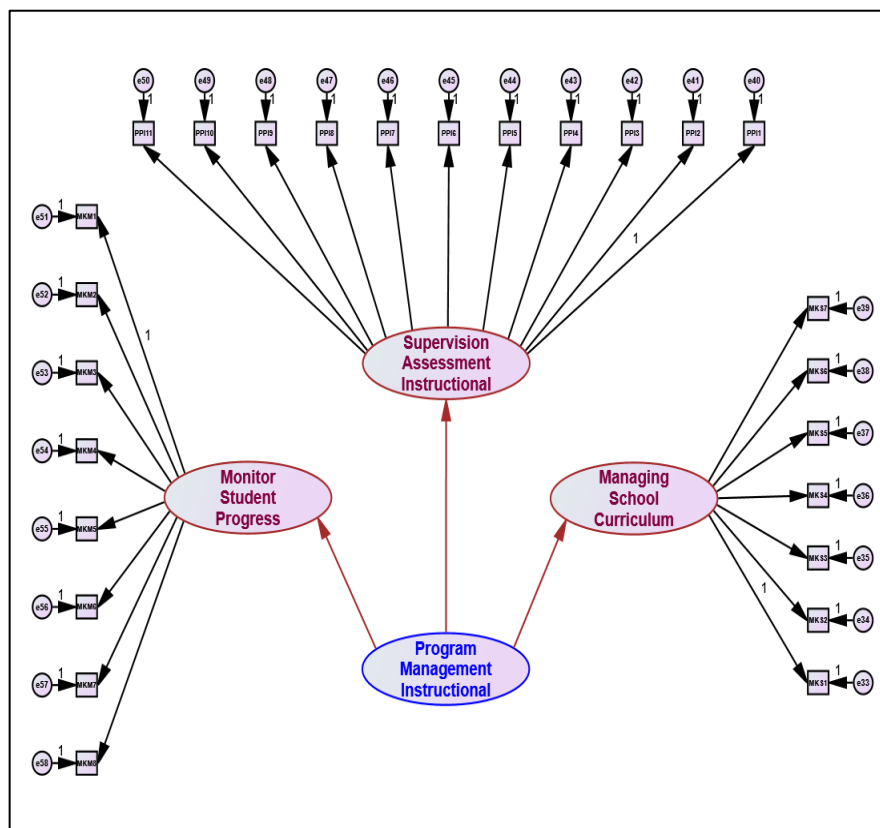 e50 e49 e48 e47 e46 e45 e44 e43 e42 e41 e40
1 1 1 1 1 1 1 1 1 1 1
PPI11 PPI10 PPI9 PPI8 PPI7 PPI6 PPI5 PPI4 PPI3 PPI2 PPI1
1
e51 1 MKM1
e52 1 MKM2
e53 1 MKM3
e54 1 MKM4
e55 1 MKM5
e56 1 MKM6
e57 1 MKM7
e58 1 MKM8
1
Supervision
Assessment
Instructional
Monitor
Student
Progress
Managing
School
Curriculum
Program
Management
Instructional
MKS7 1 e39
MKS6 1 e38
MKS5 1 e37
MKS4 1 e36
MKS3 1 e35
MKS2 1 e34
MKS1 1 e33
1